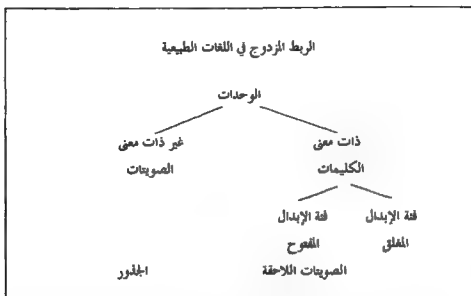 الربط المزدوج في اللغات الطبيعية
الوحدات
ذات معنى غير ذات معنى
الكليمات الصويتات
فئة الإبدال فئة الإبدال
المغلق المفتوح
الصويتات اللاحقة الجذور